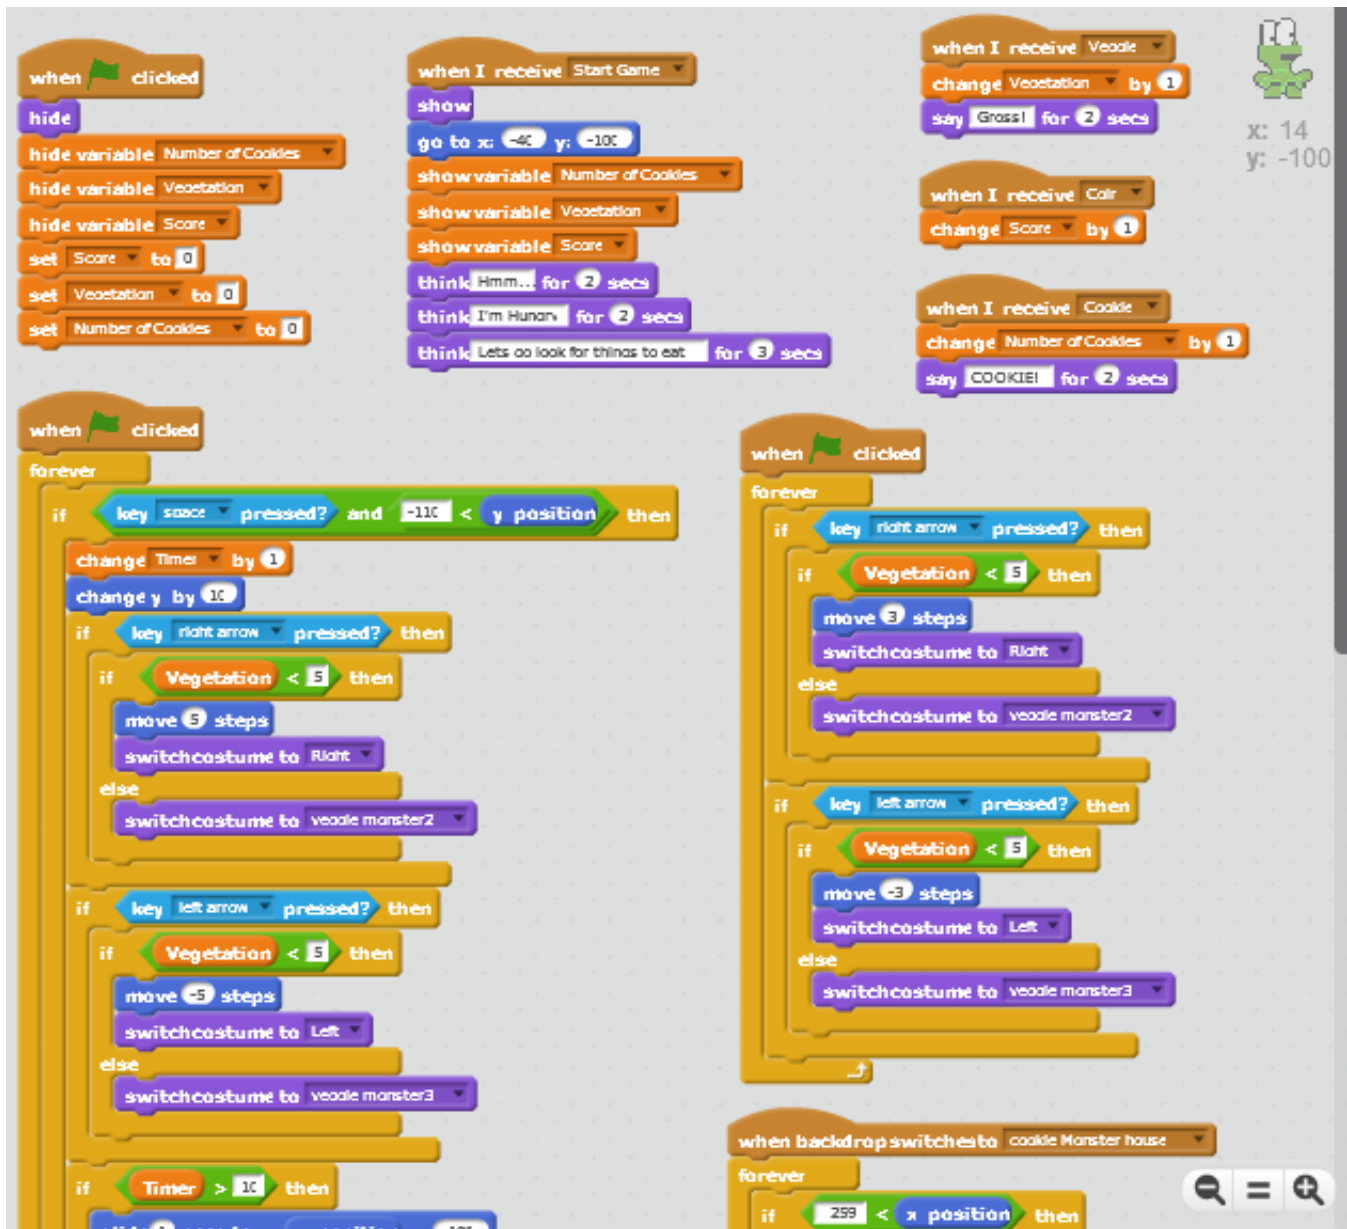 when clicked
hide
hide variable Number of Cookies
hide variable Vegetation
hide variable Score
set Score to 0
set Vegetation to 0
set Number of Cookies to 0
when I receive Start Game
show
go to x: -40 y: -100
show variable Number of Cookies
show variable Vegetation
show variable Score
think Hmm... for 2 secs
think I'm Hungry for 2 secs
think Lets go look for things to eat for 3 secs
when I receive Veggie
change Vegetation by 1
say Gross! for 2 secs
when I receive Coin
change Score by 1
when I receive Cookie
change Number of Cookies by 1
say COOKIE! for 2 secs
x: 14
y: -100
when clicked
forever
if key space pressed? and -110 < y position then
change Timer by 1
change y by 10
if key right arrow pressed? then
if Vegetation < 5 then
move 5 steps
switch costume to Right
else
switch costume to veggie monster2
if key left arrow pressed? then
if Vegetation < 5 then
move -5 steps
switch costume to Left
else
switch costume to veggie monster3
if Timer > 10 then
when clicked
forever
if key right arrow pressed? then
if Vegetation < 5 then
move 3 steps
switch costume to Right
else
switch costume to veggie monster2
if key left arrow pressed? then
if Vegetation < 5 then
move -3 steps
switch costume to Left
else
switch costume to veggie monster3
when backdrop switches to cookie Monster house
forever
if 259 < x position then